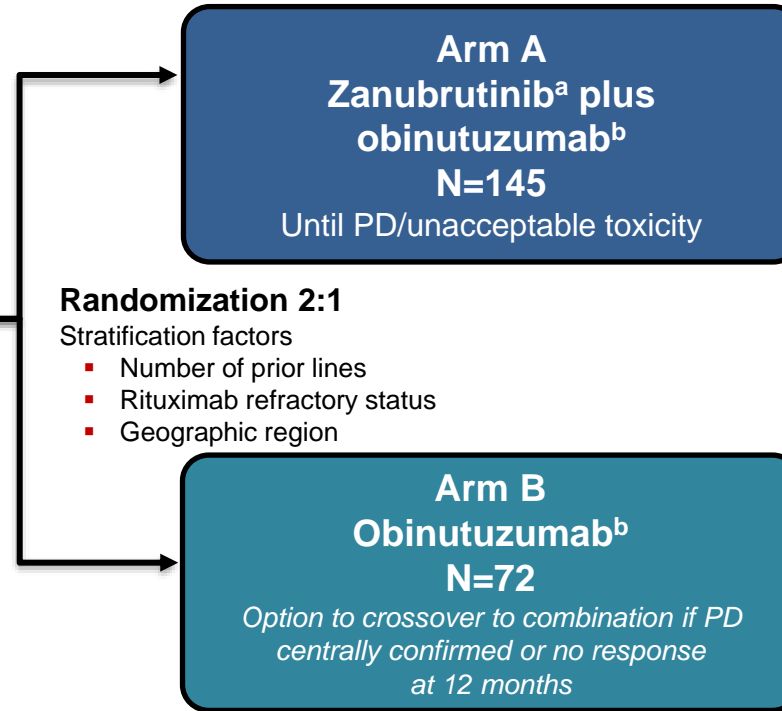 Arm A
Zanubrutinibᵃ plus
obinutuzumabᵇ
N=145
Until PD/unacceptable toxicity
Randomization 2:1
Stratification factors
▪ Number of prior lines
▪ Rituximab refractory status
▪ Geographic region
Arm B
Obinutuzumabᵇ
N=72
Option to crossover to combination if PD
centrally confirmed or no response
at 12 months